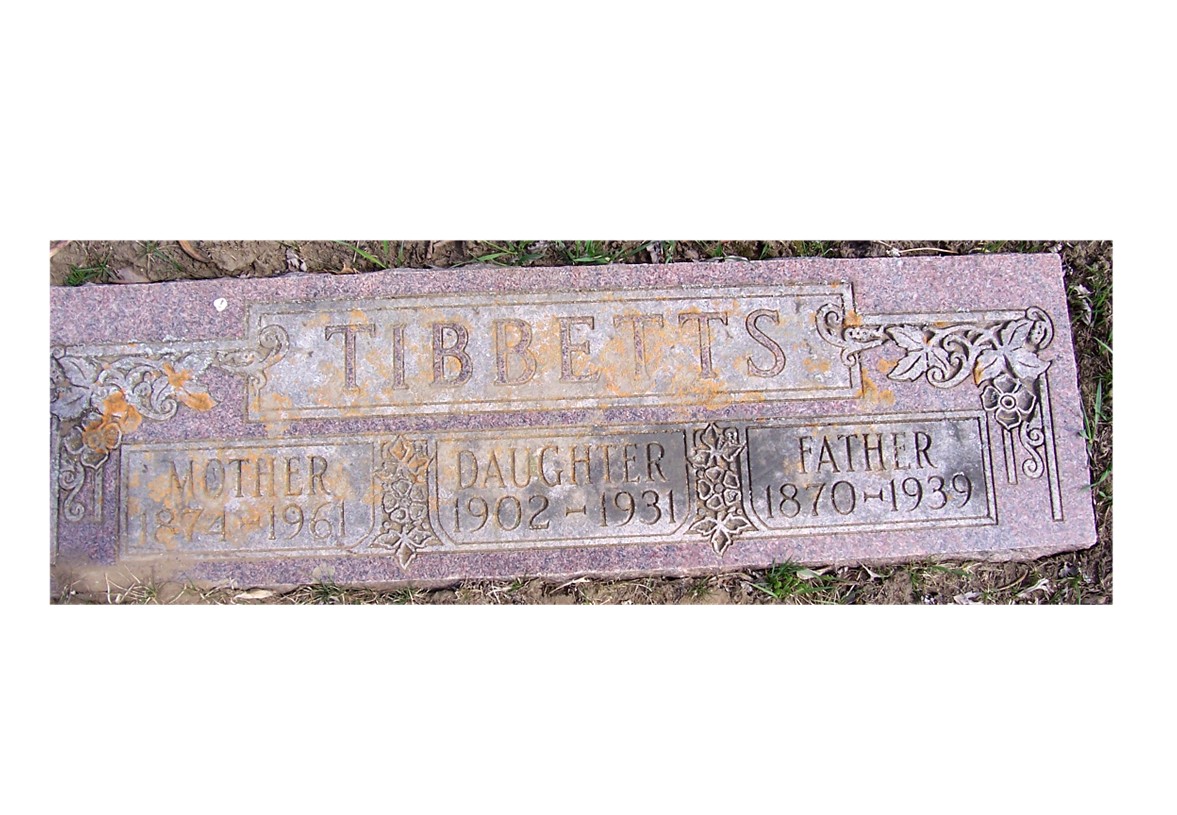 TIBBETTS
MOTHER
1874-1961
DAUGHTER
1902-1931
FATHER
1870-1939